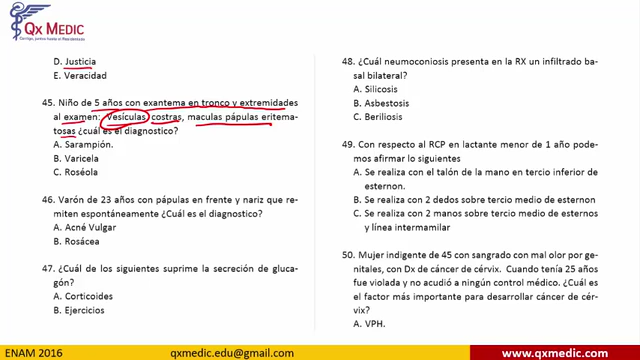 Qx MEDIC
Contigo, juntos hasta el Residentado
D. Justicia
E. Veracidad
45. Niño de 5 años con exantema en tronco y extremidades
al examen: Vesículas costras, maculas pápulas eritema-
tosas ¿cuál es el diagnostico?
A. Sarampión.
B. Varicela
C. Roséola
46. Varón de 23 años con pápulas en frente y nariz que re-
miten espontáneamente ¿Cuál es el diagnostico?
A. Acné Vulgar
B. Rosácea
47. ¿Cuál de los siguientes suprime la secreción de gluca-
gón?
A. Corticoides
B. Ejercicios
48. ¿Cuál neumoconiosis presenta en la RX un infiltrado ba-
sal bilateral?
A. Silicosis
B. Asbestosis
C. Beriliosis
49. Con respecto al RCP en lactante menor de 1 año pode-
mos afirmar lo siguientes
A. Se realiza con el talón de la mano en tercio inferior de
esternon.
B. Se realiza con 2 dedos sobre tercio medio de esternon
C. Se realiza con 2 manos sobre tercio medio de esternos
y línea intermamilar
50. Mujer indigente de 45 con sangrado con mal olor por ge-
nitales, con Dx de cáncer de cérvix. Cuando tenía 25 años
fue violada y no acudió a ningún control médico. ¿Cuál es
el factor más importante para desarrollar cáncer de cér-
vix?
A. VPH.
ENAM 2016
qxmedic.edu@gmail.com
www.qxmedic.com